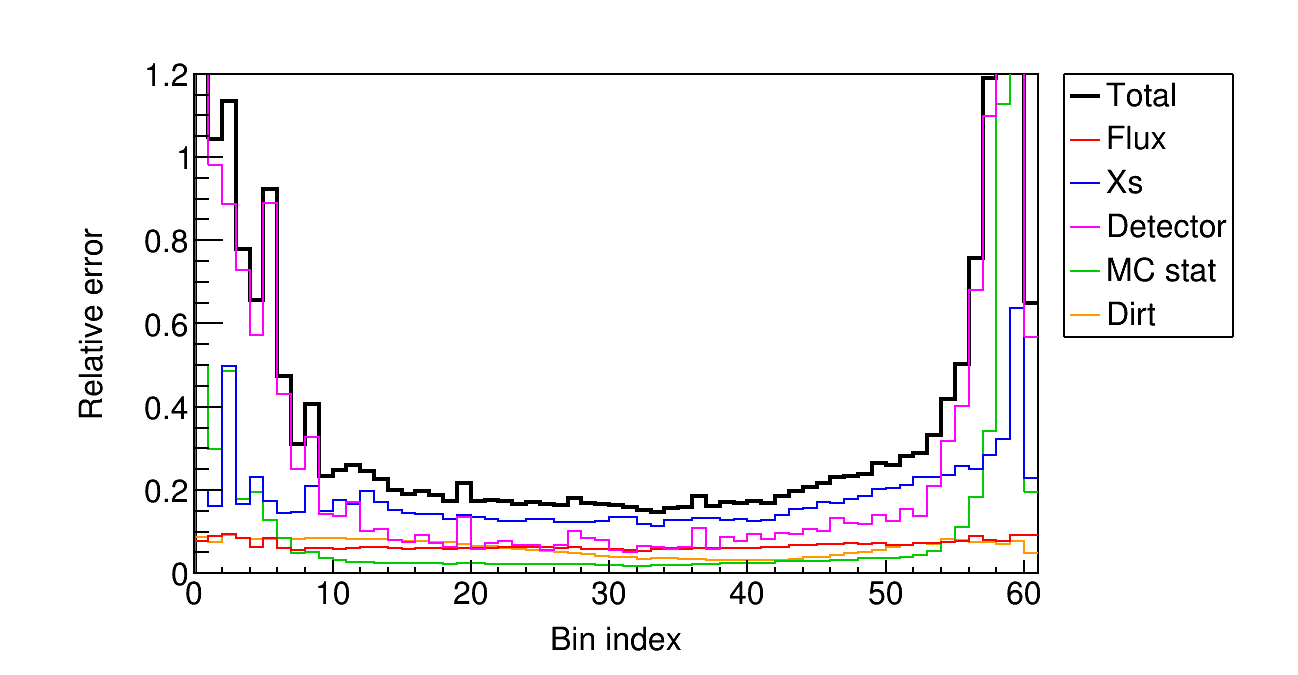 Relative error
1.2
1
0.8
0.6
0.4
0.2
0
0 10 20 30 40 50 60
Bin index
Total
Flux
Xs
Detector
MC stat
Dirt